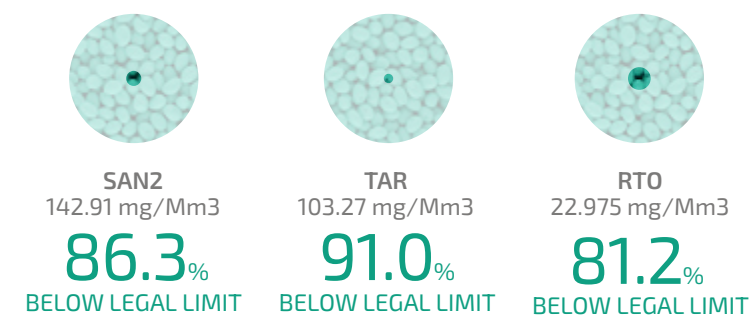 SAN2
142.91 mg/Mm3
86.3%
BELOW LEGAL LIMIT
TAR
103.27 mg/Mm3
91.0%
BELOW LEGAL LIMIT
RTO
22.975 mg/Mm3
81.2%
BELOW LEGAL LIMIT